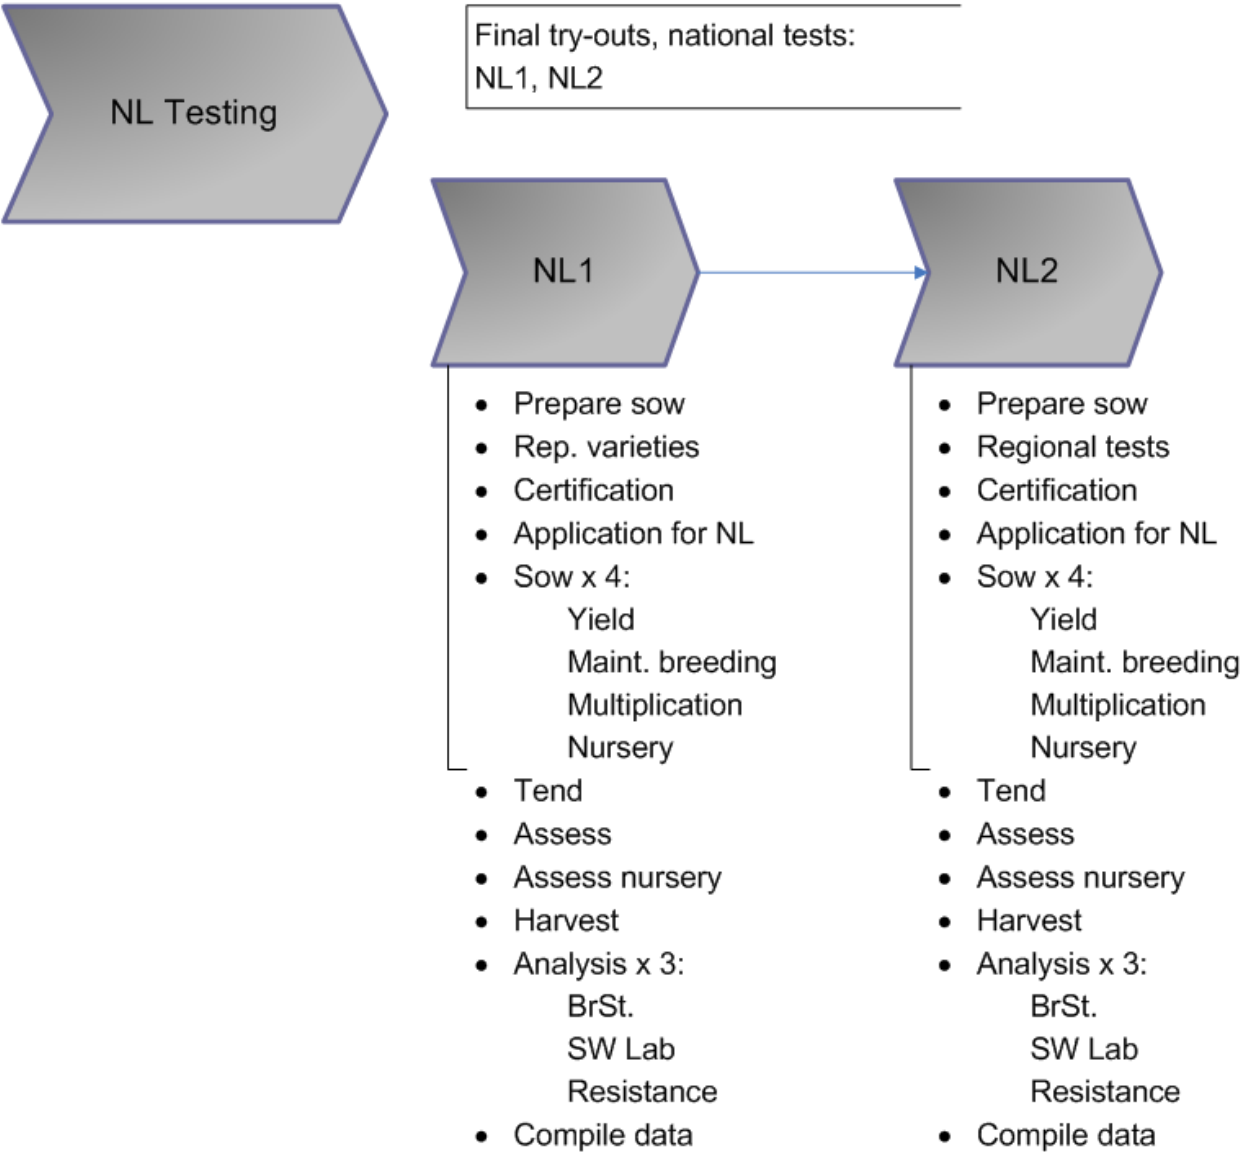 NL Testing
Final try-outs, national tests:
NL1, NL2
NL1
• Prepare sow
• Rep. varieties
• Certification
• Application for NL
• Sow x 4:
Yield
Maint. breeding
Multiplication
Nursery
• Tend
• Assess
• Assess nursery
• Harvest
• Analysis x 3:
BrSt.
SW Lab
Resistance
• Compile data
NL2
• Prepare sow
• Regional tests
• Certification
• Application for NL
• Sow x 4:
Yield
Maint. breeding
Multiplication
Nursery
• Tend
• Assess
• Assess nursery
• Harvest
• Analysis x 3:
BrSt.
SW Lab
Resistance
• Compile data